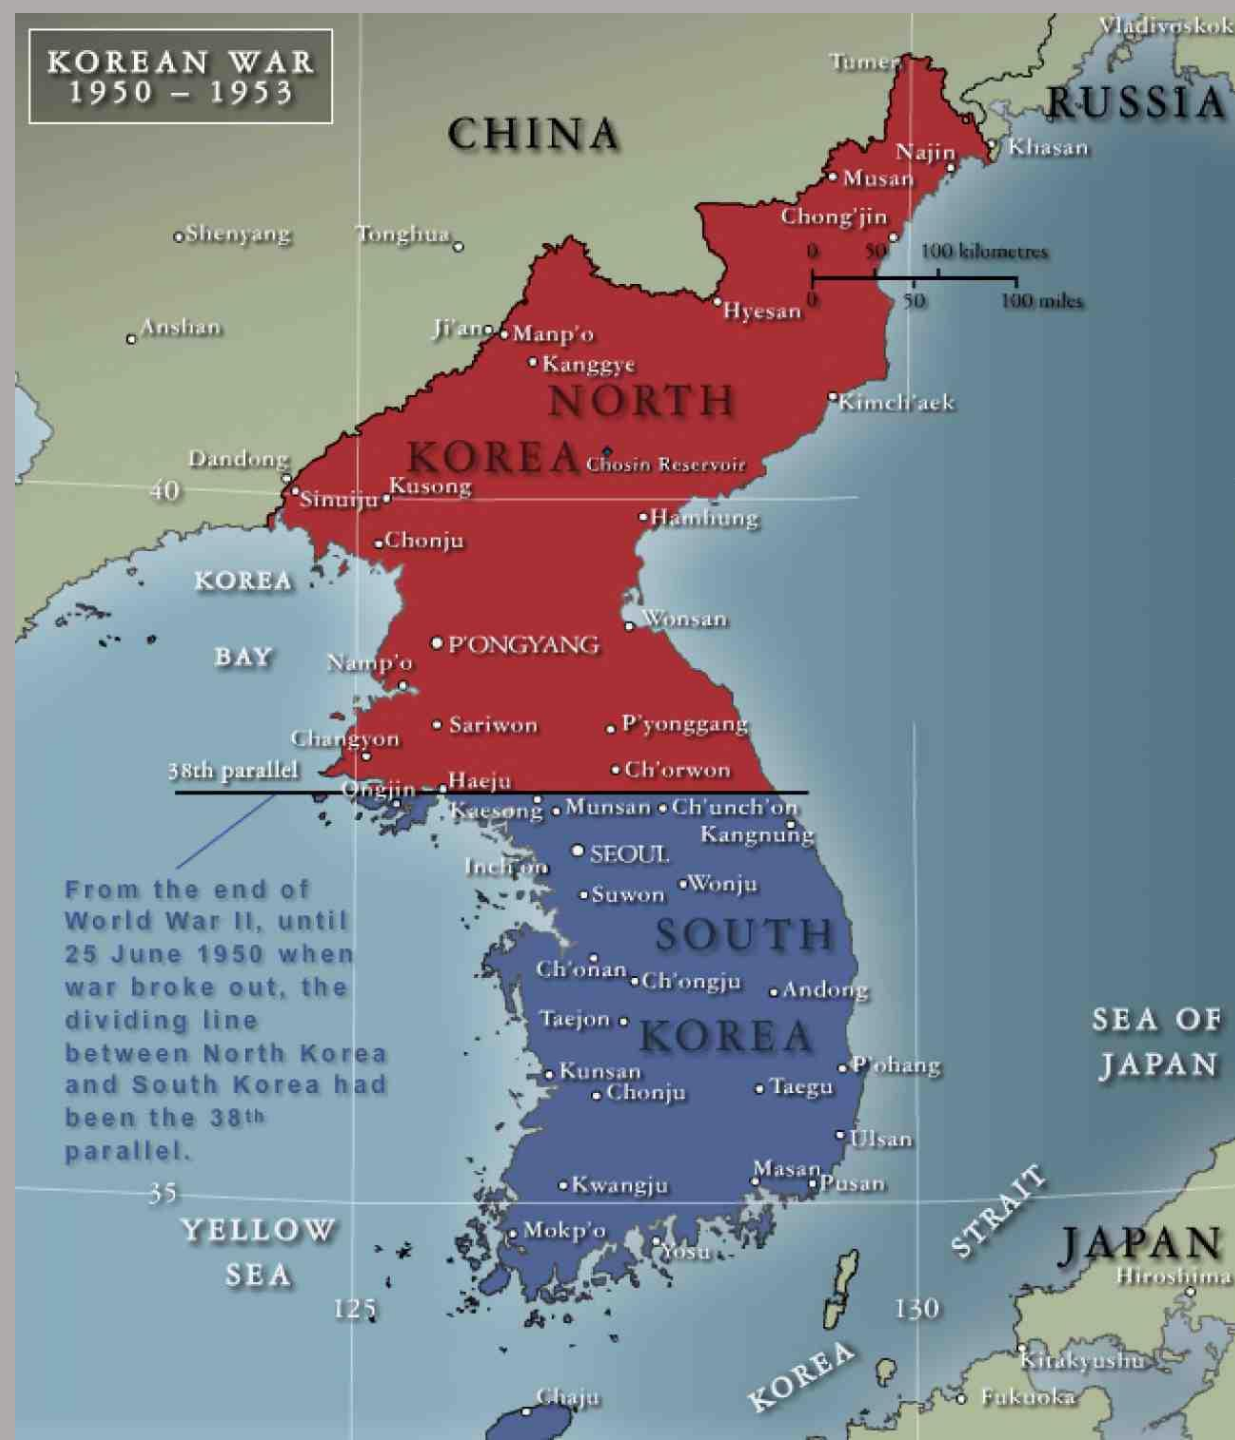 KOREAN WAR
1950 – 1953
Vladivoskok
Tumen
RUSSIA
CHINA
Khasan
Najin
Musan
Chong'jin
Shenyang
Tonghua
0 50 100 kilometres
0 50 100 miles
Hyesan
Anshan
Ji'an
Manp'o
Kanggye
NORTH
KOREA
Kimch'aek
Chosin Reservoir
Dandong
40
Sinuiju
Kusong
Hamhung
Chonju
KOREA
BAY
Wonsan
P'ONGYANG
Namp'o
Sariwon
P'yonggang
Changyon
38th parallel
Ch'orwon
Ongjin
Haeju
Kaesong
Munsan
Ch'unch'on
Kangnung
SEOUL
Inch'on
Suwon
Wonju
From the end of
World War II, until
25 June 1950 when
war broke out, the
dividing line
between North Korea
and South Korea had
been the 38th
parallel.
SOUTH
KOREA
Ch'onan
Ch'ongju
Andong
Taejon
SEA OF
JAPAN
Kunsan
Chonju
Taegu
P'ohang
Ulsan
Masan
Pusan
Kwangju
35
YELLOW
SEA
Mokp'o
Yosu
KOREA STRAIT
JAPAN
Hiroshima
125
130
Kitakyushu
Fukuoka
Chaju